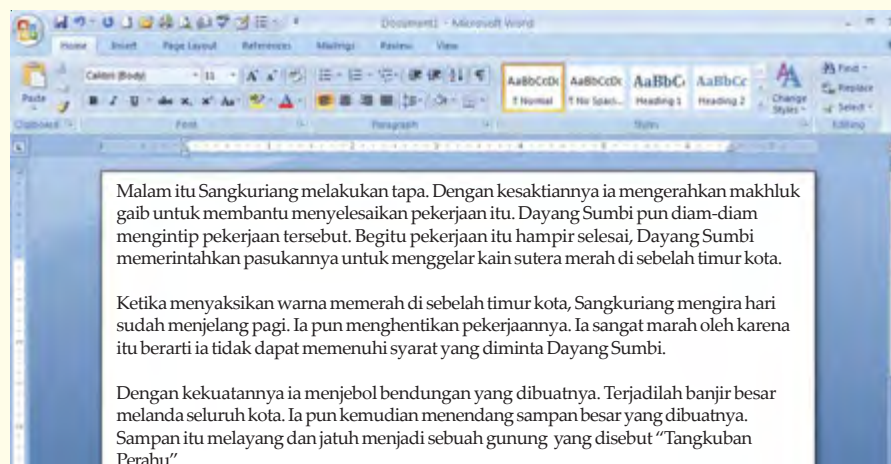 Document1 - Microsoft Word
Home Insert Page Layout References Mailings Review View
Calibri (Body) 11
AaBbCcDc AaBbCcDc AaBbC AaBbCc
Paste
¶ Normal ¶ No Spaci... Heading 1 Heading 2 Change Styles
Find
Replace
Select
Clipboard Font Paragraph Styles Editing
Malam itu Sangkuriang melakukan tapa. Dengan kesaktiannya ia mengerahkan makhluk
gaib untuk membantu menyelesaikan pekerjaan itu. Dayang Sumbi pun diam-diam
mengintip pekerjaan tersebut. Begitu pekerjaan itu hampir selesai, Dayang Sumbi
memerintahkan pasukannya untuk menggelar kain sutera merah di sebelah timur kota.
Ketika menyaksikan warna memerah di sebelah timur kota, Sangkuriang mengira hari
sudah menjelang pagi. Ia pun menghentikan pekerjaannya. Ia sangat marah oleh karena
itu berarti ia tidak dapat memenuhi syarat yang diminta Dayang Sumbi.
Dengan kekuatannya ia menjebol bendungan yang dibuatnya. Terjadilah banjir besar
melanda seluruh kota. Ia pun kemudian menendang sampan besar yang dibuatnya.
Sampan itu melayang dan jatuh menjadi sebuah gunung yang disebut “Tangkuban
Perahu”